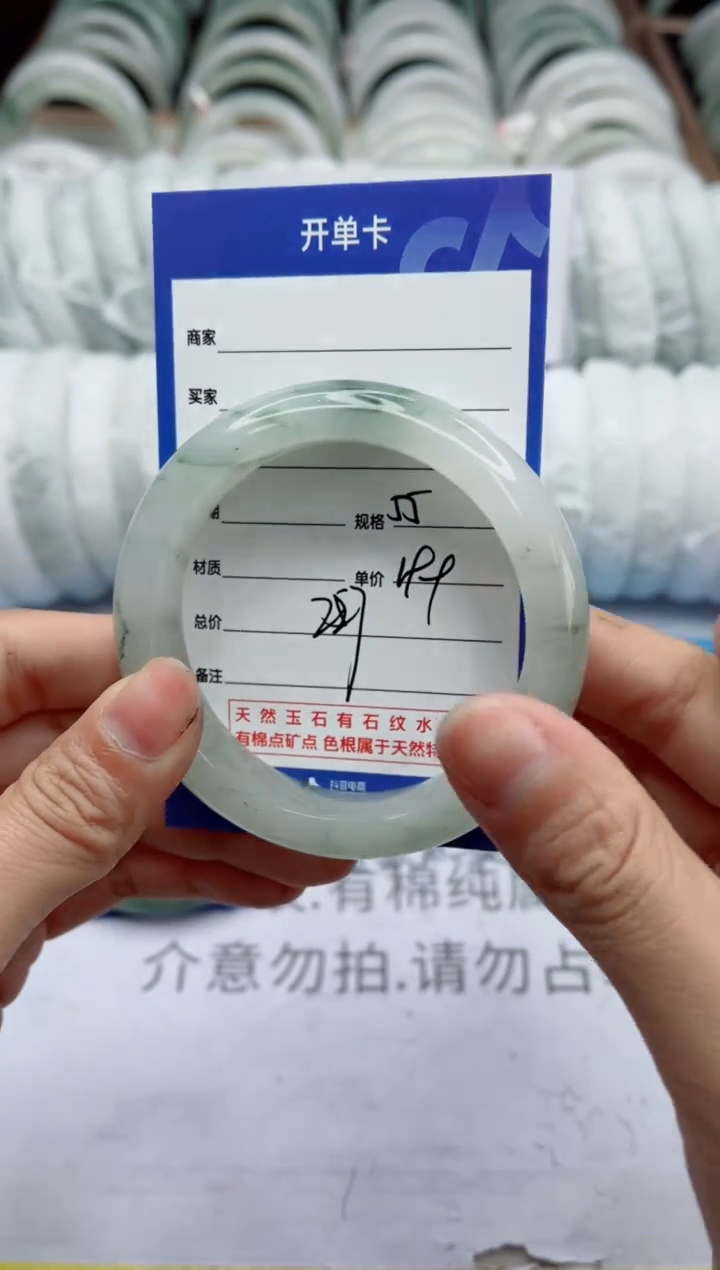 开单卡
商家
买家
规格 55
材质
单价
总价
备注
天然玉石有石纹水
有棉点矿点 色根属于天然特
抖音电商
有棉纯属
介意勿拍.请勿占